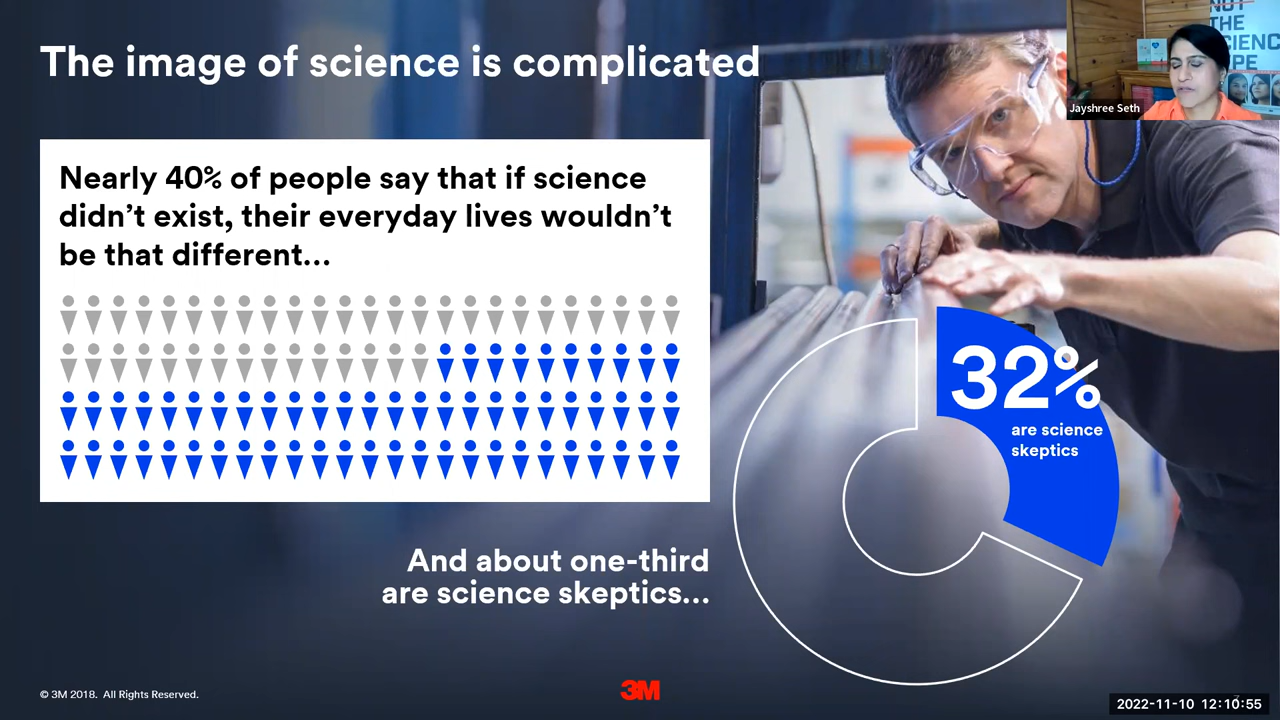 The image of science is complicated
Nearly 40% of people say that if science
didn't exist, their everyday lives wouldn't
be that different...
32%
are science
skeptics
And about one-third
are science skeptics...
© 3M 2018. All Rights Reserved.
3M
NOT
THE
Jayshree Seth
2022-11-10 12:10:55